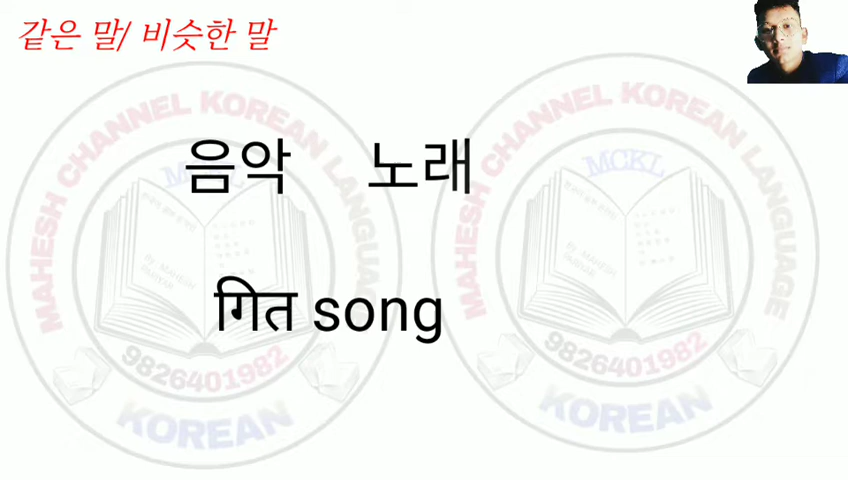 같은 말/ 비슷한 말
음악 노래
गित song
MAHESH CHANNEL KOREAN LANGUAGE
MCKL
9826401982
KOREAN
MAHESH CHANNEL KOREAN LANGUAGE
MCKL
9826401982
KOREAN